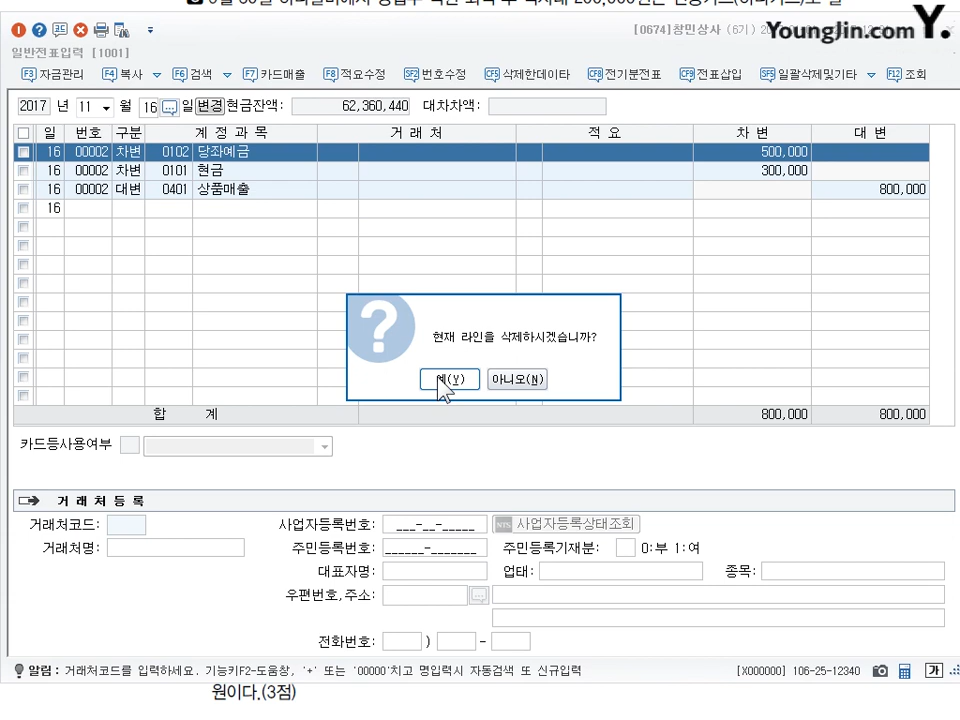 YoungJin.com Y.
[0674]창민상사 (6기)
일반전표입력 [1001]
F3 자금관리 F4 복사 F6 검색 F7 카드매출 F8 적요수정 SF2 번호수정 CF5 삭제한데이타 CF8 전기분전표 CF9 전표삽입 SF5 일괄삭제및기타 F12 조회
2017 년 11 월 16 일 변경 현금잔액: 62,360,440 대차차액:
일 번호 구분 계 정 과 목 거 래 처 적 요 차 변 대 변
16 00002 차변 0102 당좌예금 500,000
16 00002 차변 0101 현금 300,000
16 00002 대변 0401 상품매출 800,000
16
현재 라인을 삭제하시겠습니까?
예(Y) 아니오(N)
합 계 800,000 800,000
카드등사용여부
거 래 처 등 록
거래처코드: 사업자등록번호: ___-__-_____ NTS 사업자등록상태조회
거래처명: 주민등록번호: ______-_______ 주민등록기재분: 0:부 1:여
대표자명: 업태: 종목:
우편번호,주소: ...
전화번호: ) -
알림 : 거래처코드를 입력하세요. 기능키F2-도움창, '+' 또는 '00000'치고 명입력시 자동검색 또 신규입력 [X000000] 106-25-12340 가
원이다.(3점)